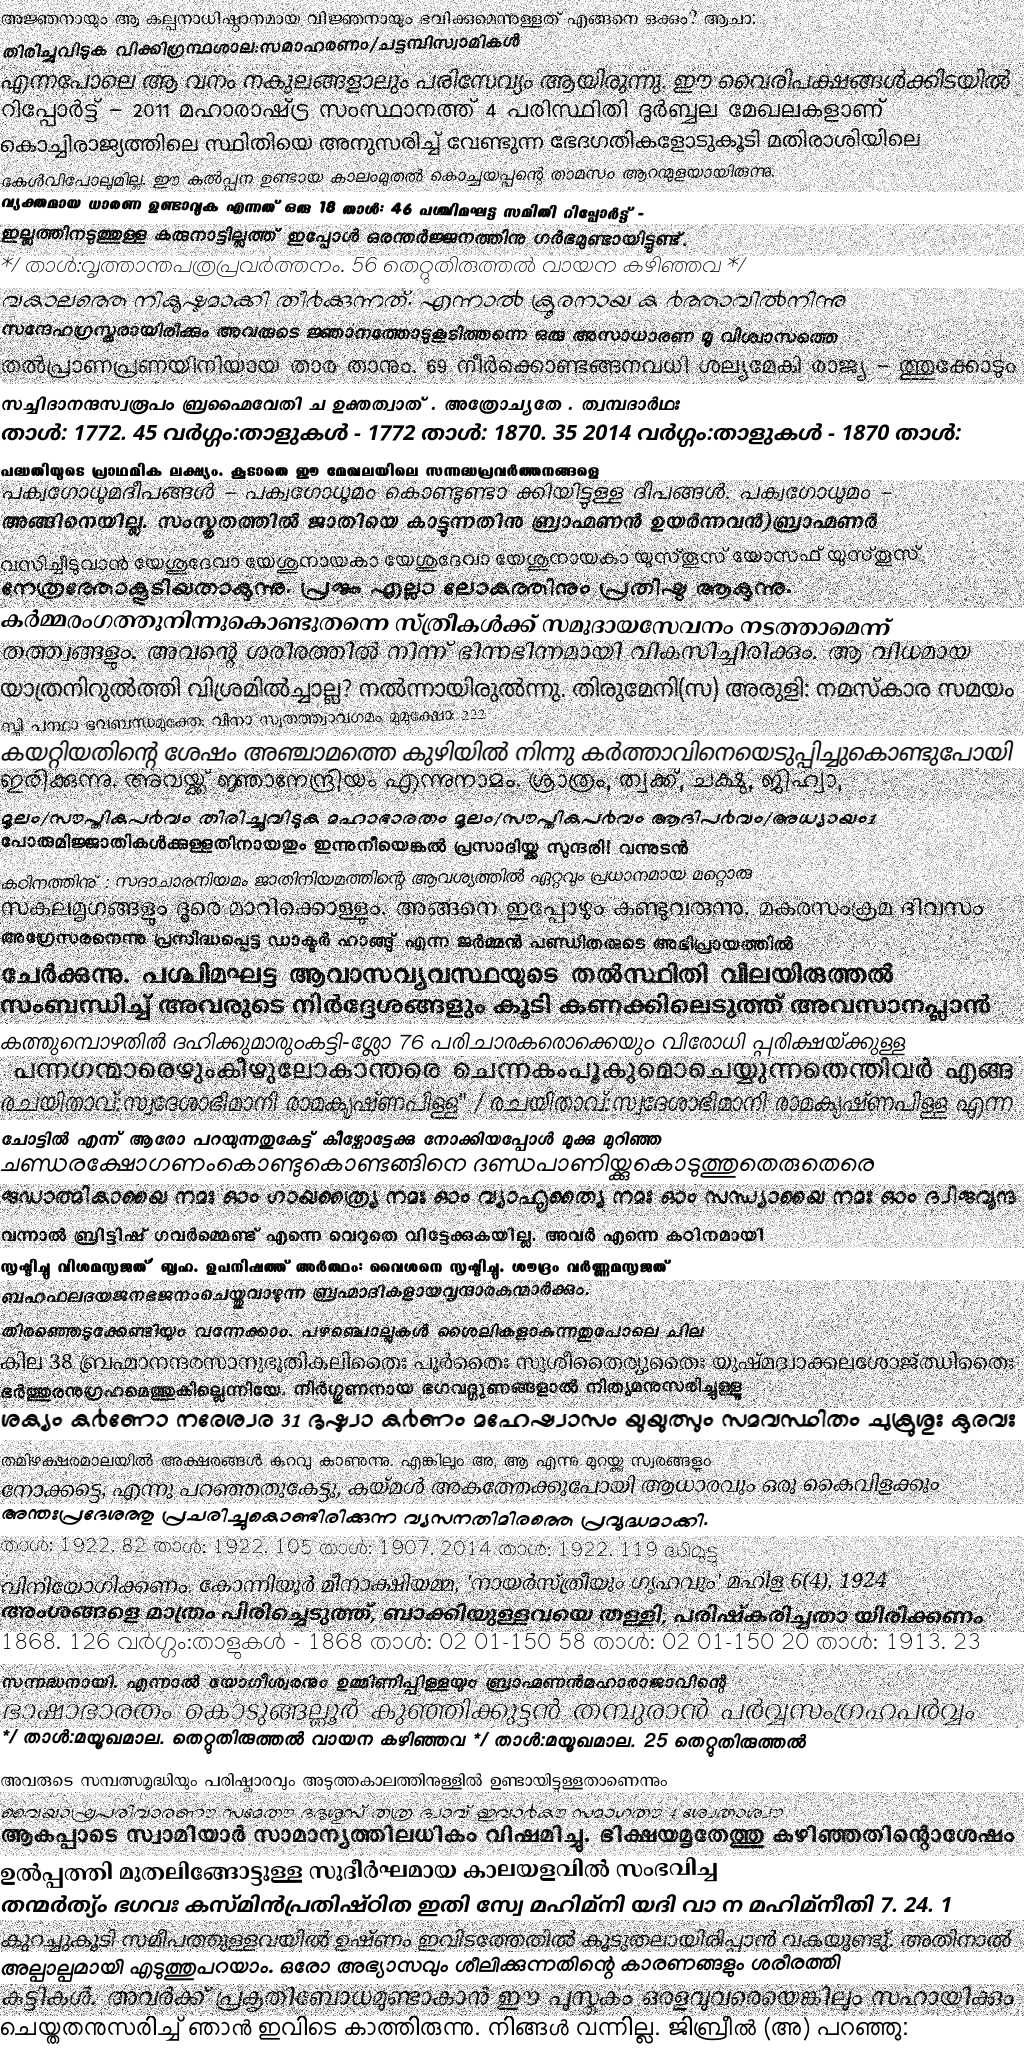 അജ്ഞനായും ആ കല്പനാധിഷ്ഠാനമായ വിജ്ഞനായും ഭവിക്കുമെന്നുള്ളത് എങ്ങനെ ഒക്കും? ആചാ:
തിരിച്ചുവിടുക വിക്കിഗ്രന്ഥശാല:സമാഹരണം/ചട്ടമ്പിസ്വാമികൾ
എന്നപോലെ ആ വനം നകുലങ്ങളാലും പരിസേവ്യം ആയിരുന്നു. ഈ വൈരിപക്ഷങ്ങൾക്കിടയിൽ
റിപ്പോർട്ട് – 2011 മഹാരാഷ്ട്ര സംസ്ഥാനത്ത് 4 പരിസ്ഥിതി ദുർബ്ബല മേഖലകളാണ്
കൊച്ചിരാജ്യത്തിലെ സ്ഥിതിയെ അനുസരിച്ച് വേണ്ടുന്ന ഭേദഗതികളോടുകൂടി മതിരാശിയിലെ
കേൾവിപോലുമില്ല. ഈ കൽപ്പന ഉണ്ടായ കാലംമുതൽ കൊച്ചയപ്പന്റെ താമസം ആറന്മുളയായിരുന്നു.
വ്യക്തമായ ധാരണ ഉണ്ടാവുക എന്നത് ഒരു 18 താൾ: 46 പശ്ചിമഘട്ട സമിതി റിപ്പോർട്ട് -
ഇല്ലത്തിനടുത്തുള്ള കരുനാട്ടില്ലത്ത് ഇപ്പോൾ ഒരന്തർജ്ജനത്തിനു ഗർഭമുണ്ടായിട്ടുണ്ട്.
*/ താൾ:വൃത്താന്തപത്രപ്രവർത്തനം. 56 തെറ്റുതിരുത്തൽ വായന കഴിഞ്ഞവ */
വകാലത്തെ നികൃഷ്ടമാക്കി തീർക്കുന്നത്. എന്നാൽ ക്രൂരനായ ക ർത്താവിൽനിന്നു
സന്ദേഹഗ്രസ്തരായിരിക്കും അവരുടെ ജ്ഞാനത്തോടുകൂടിത്തന്നെ ഒരു അസാധാരണ മൂ വിശ്വാസത്തെ
തൽപ്രാണപ്രണയിനിയായ താര താനും. 69 നീർക്കൊണ്ടങ്ങനവധി ശല്യമേകി രാജ്യ – ത്തുക്കോടും
സച്ചിദാനന്ദസ്വരൂപം ബ്രഹ്മൈവേതി ച ഉക്തത്വാത് . അത്രോച്യതേ . ത്വമ്പദാർഥഃ
താൾ: 1772. 45 വർഗ്ഗം:താളുകൾ - 1772 താൾ: 1870. 35 2014 വർഗ്ഗം:താളുകൾ - 1870 താൾ:
പദ്ധതിയുടെ പ്രാഥമിക ലക്ഷ്യം. കൂടാതെ ഈ മേഖലയിലെ സന്നദ്ധപ്രവർത്തനങ്ങളെ
പക്വഗോധൂമദീപങ്ങൾ – പക്വഗോധൂമം കൊണ്ടുണ്ടാ ക്കിയിട്ടുള്ള ദീപങ്ങൾ. പക്വഗോധൂമം –
അങ്ങിനെയില്ല. സംസ്കൃതത്തിൽ ജാതിയെ കാട്ടുന്നതിനു ബ്രാഹ്മണൻ ഉയർന്നവൻ)ബ്രാഹ്മണർ
വസിച്ചീടുവാൻ യേശുദേവാ യേശുനായകാ യേശുദേവാ യേശുനായകാ യുസ്തൂസ് യോസഫ് യുസ്തൂസ്
നേതൃത്തോകൂടിയതാകുന്നു. പ്രജ്ഞ എല്ലാ ലോകത്തിനും പ്രതിഷ്ഠ ആകുന്നു.
കർമ്മരംഗത്തുനിന്നുകൊണ്ടുതന്നെ സ്ത്രീകൾക്ക് സമുദായസേവനം നടത്താമെന്ന്
തത്ത്വങ്ങളും. അവന്റെ ശരീരത്തിൽ നിന്ന് ഭിന്നഭിന്നമായി വികസിച്ചിരിക്കും. ആ വിധമായ
യാത്രനിറുൽത്തി വിശ്രമിൽച്ചാല്ല? നൽന്നായിരുൽന്നു. തിരുമേനി(സ) അരുളി: നമസ്കാര സമയം
സ്തി പന്ഥാ ഭവബന്ധമുക്തേഃ വിനാ സ്വതത്ത്വാവഗമം മുമുക്ഷോഃ 222
കയറ്റിയതിന്റെ ശേഷം അഞ്ചാമത്തെ കുഴിയിൽ നിന്നു കർത്താവിനെയെടുപ്പിച്ചുകൊണ്ടുപോയി
ഇരിക്കുന്നു. അവയ്ക്ക് ജ്ഞാനേന്ദ്രിയം എന്നുനാമം. ശ്രോത്രം, ത്വക്ക്, ചക്ഷു, ജിഹ്വാ,
മൂലം/സൗപ്തികപർവം തിരിച്ചുവിടുക മഹാഭാരതം മൂലം/സൗപ്തികപർവം ആദിപർവം/അധ്യായം1
പോരുമിജ്ജാതികൾക്കുള്ളതിനായതും ഇന്നുനീയെങ്കൽ പ്രസാദിയ്ക്ക സുന്ദരി! വന്നുടൻ
കഠിനത്തിനു് : സദാചാരനിയമം ജാതിനിയമത്തിന്റെ ആവശ്യത്തിൽ ഏറ്റവും പ്രധാനമായ മറ്റൊരു
സകലമൃഗങ്ങളും ദൂരെ മാറിക്കൊള്ളും. അങ്ങനെ ഇപ്പോഴും കണ്ടുവരുന്നു. മകരസംക്രമ ദിവസം
അഗ്രേസരനെന്നു പ്രസിദ്ധപ്പെട്ട ഡാക്ടർ ഹാങ്ങു് എന്ന ജർമ്മൻ പണ്ഡിതരുടെ അഭിപ്രായത്തിൽ
ചേർക്കുന്നു. പശ്ചിമഘട്ട ആവാസവ്യവസ്ഥയുടെ തൽസ്ഥിതി വിലയിരുത്തൽ
സംബന്ധിച്ച് അവരുടെ നിർദ്ദേശങ്ങളും കൂടി കണക്കിലെടുത്ത് അവസാനപ്ലാൻ
കത്തുമ്പൊഴതിൽ ദഹിക്കുമാരുംകട്ടി-ശ്ലോ 76 പരിചാരകരൊക്കെയും വിരോധി പ്പരിക്ഷയ്ക്കുള്ള
പന്നഗന്മാരെഴുംകീഴുലോകാന്തരെ ചെന്നകംപൂകുമൊചെയ്യുന്നതെന്തിവർ എങ്ങ
രചയിതാവ്:സ്വദേശാഭിമാനി രാമകൃഷ്ണപിള്ള" / രചയിതാവ്:സ്വദേശാഭിമാനി രാമകൃഷ്ണപിള്ള എന്ന
ചോട്ടിൽ എന്ന് ആരോ പറയുന്നതുകേട്ട് കീഴ്പോട്ടേക്കു നോക്കിയപ്പോൾ മൂക്കു മുറിഞ്ഞ
ചണ്ഡരക്ഷോഗണംകൊണ്ടുകൊണ്ടങ്ങിനെ ദണ്ഡപാണിയ്ക്കുകൊടുത്തുതെരുതെരെ
നമഃ ഓം ഗായത്ര്യൈ നമഃ ഓം വ്യാഹൃത്യൈ നമഃ ഓം സന്ധ്യായൈ നമഃ ഓം ദ്വിജവൃന്ദ
വന്നാൽ ബ്രിട്ടിഷ് ഗവർമ്മെണ്ട് എന്നെ വെറുതെ വിട്ടേക്കുകയില്ല. അവർ എന്നെ കഠിനമായി
സൃഷ്ടിച്ചു വിശമസൃജത് ബൃഹ. ഉപനിഷത്ത് അർത്ഥം: വൈശനെ സൃഷ്ടിച്ചു. ശൗദ്രം വർണ്ണമസൃജത്
ബഹുഫലദയജനഭജനംചെയ്തുവാഴുന്ന ബ്രഹ്മാദികളായവൃന്ദാരകന്മാർക്കും.
തിരഞ്ഞെടുക്കേണ്ടിയും വന്നേക്കാം. പഴഞ്ചൊല്ലുകൾ ശൈലികളാകുന്നതുപോലെ ചില
കില 38 ബ്രഹ്മാനന്ദരസാനുഭൂതികലിതൈഃ പൂർതൈഃ സുശീതൈര്യുതൈഃ യുഷ്മദ്വാക്കലശോജ്ഝിതൈഃ
ഭർത്തുരനുഗ്രഹമെത്തുകില്ലെന്നിയേ. നിർഗ്ഗുണനായ ഭഗവദ്ഗുണങ്ങളാൽ നിത്യമനുസരിച്ചുള്ളൂ
ശക്യം കർണോ നരേശ്വര 31 ദൃഷ്ട്വാ കർണം മഹേഷ്വാസം യുയുത്സും സമവസ്ഥിതം ചുക്രുശുഃ കുരവഃ
തമിഴക്ഷരമാലയിൽ അക്ഷരങ്ങൾ കുറവു കാണുന്നു. എങ്കിലും അ, ആ എന്നു മുറയ്ക്കു സ്വരങ്ങളും
നോക്കട്ടെ, എന്നു പറഞ്ഞതുകേട്ടു, കയ്മൾ അകത്തേക്കുപോയി ആധാരവും ഒരു കൈവിളക്കും
അന്തഃപ്രദേശത്തു പ്രചരിച്ചുകൊണ്ടിരിക്കുന്ന വ്യസനതിമിരത്തെ പ്രവൃദ്ധമാക്കി.
താൾ: 1922. 82 താൾ: 1922. 105 താൾ: 1907. 2014 താൾ: 1922. 119
വിനിയോഗിക്കണം. കോന്നിയൂർ മീനാക്ഷിയമ്മ, 'നായർസ്ത്രീയും ഗൃഹവും' മഹിള 6(4), 1924
അംശങ്ങളെ മാത്രം പിരിച്ചെടുത്ത്, ബാക്കിയുള്ളവയെ തള്ളി, പരിഷ്കരിച്ചതാ യിരിക്കണം
1868. 126 വർഗ്ഗം:താളുകൾ - 1868 താൾ: 02 01-150 58 താൾ: 02 01-150 20 താൾ: 1913. 23
സന്നദ്ധനായി. എന്നാൽ യോഗീശ്വരനും ഉമ്മിണിപ്പിള്ളയും ബ്രാഹ്മണൻമഹാരാജാവിന്റെ
ഭാഷാഭാരതം കൊടുങ്ങല്ലൂർ കുഞ്ഞിക്കുട്ടൻ തമ്പുരാൻ പർവ്വസംഗ്രഹപർവ്വം
*/ താൾ:മയൂഖമാല. തെറ്റുതിരുത്തൽ വായന കഴിഞ്ഞവ */ താൾ:മയൂഖമാല. 25 തെറ്റുതിരുത്തൽ
അവരുടെ സമ്പത്സമൃദ്ധിയും പരിഷ്കാരവും അടുത്തകാലത്തിനുള്ളിൽ ഉണ്ടായിട്ടുള്ളതാണെന്നും
ആകപ്പാടെ സ്വാമിയാർ സാമാന്യത്തിലധികം വിഷമിച്ചു. ഭിക്ഷയമൃതേത്തു കഴിഞ്ഞതിന്റൊശേഷം
ഉൽപ്പത്തി മുതലിങ്ങോട്ടുള്ള സുദീർഘമായ കാലയളവിൽ സംഭവിച്ച
തന്മർത്യം ഭഗവഃ കസ്മിൻപ്രതിഷ്ഠിത ഇതി സ്വേ മഹിമ്നി യദി വാ ന മഹിമ്നീതി 7. 24. 1
കുറച്ചുകൂടി സമീപത്തുള്ളവയിൽ ഉഷ്ണം ഇവിടത്തേതിൽ കൂടുതലായിരിപ്പാൻ വകയുണ്ടു്. അതിനാൽ
അല്പാല്പമായി എടുത്തുപറയാം. ഒരോ അഭ്യാസവും ശീലിക്കുന്നതിന്റെ കാരണങ്ങളും ശരീരത്തി
കുട്ടികൾ. അവർക്ക് പ്രകൃതിബോധമുണ്ടാകാൻ ഈ പുസ്തകം ഒരളവുവരെയെങ്കിലും സഹായിക്കും
ചെയ്തതനുസരിച്ച് ഞാൻ ഇവിടെ കാത്തിരുന്നു. നിങ്ങൾ വന്നില്ല. ജിബ്രീൽ (അ) പറഞ്ഞു: